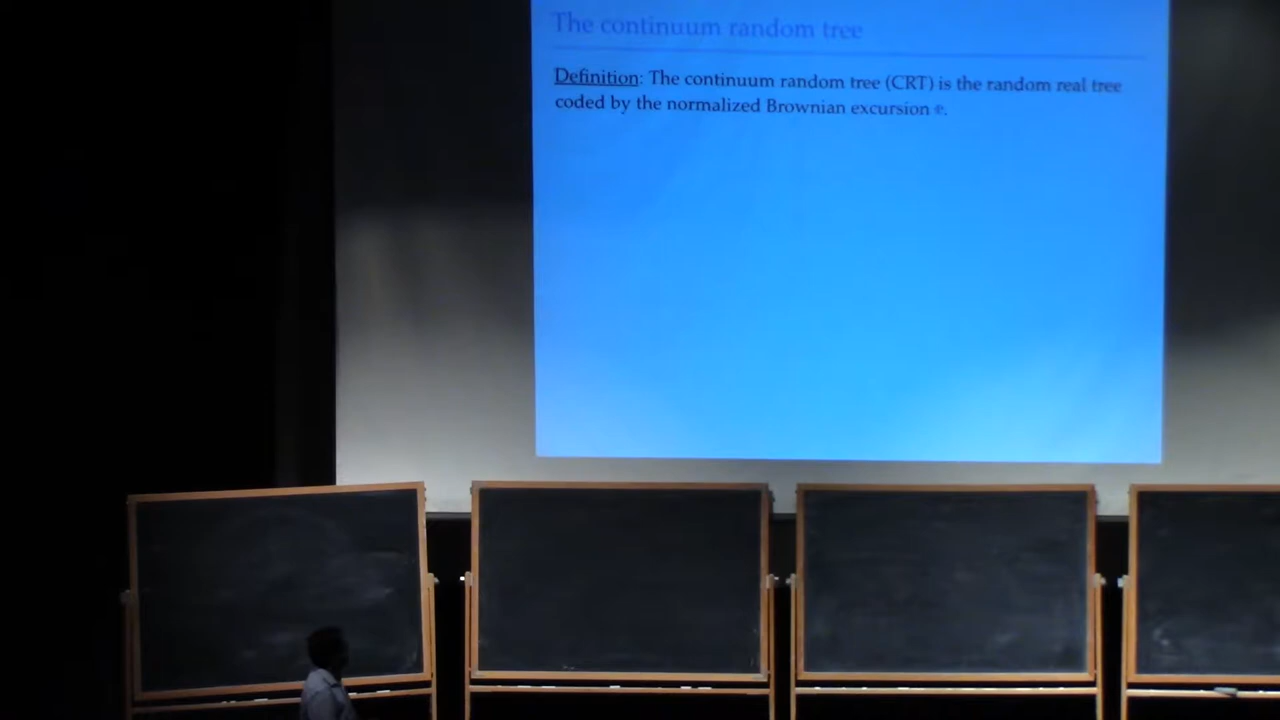 The continuum random tree
Definition: The continuum random tree (CRT) is the random real tree
coded by the normalized Brownian excursion 𝕖.